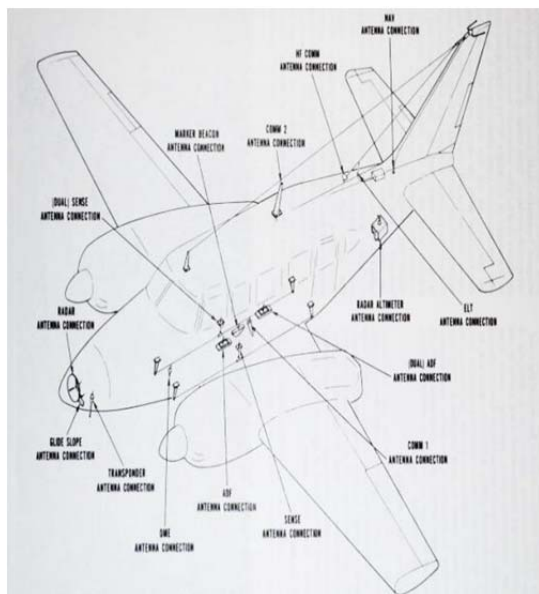 NAV
ANTENNA CONNECTION
HF COMM
ANTENNA CONNECTION
COMM 2
ANTENNA CONNECTION
MARKER BEACON
ANTENNA CONNECTION
(DUAL) SENSE
ANTENNA CONNECTION
RADAR
ANTENNA CONNECTION
RADAR ALTIMETER
ANTENNA CONNECTION
ELT
ANTENNA CONNECTION
(DUAL) ADF
ANTENNA CONNECTION
GLIDE SLOPE
ANTENNA CONNECTION
TRANSPONDER
ANTENNA CONNECTION
COMM 1
ANTENNA CONNECTION
ADF
ANTENNA CONNECTION
SENSE
ANTENNA CONNECTION
DME
ANTENNA CONNECTION